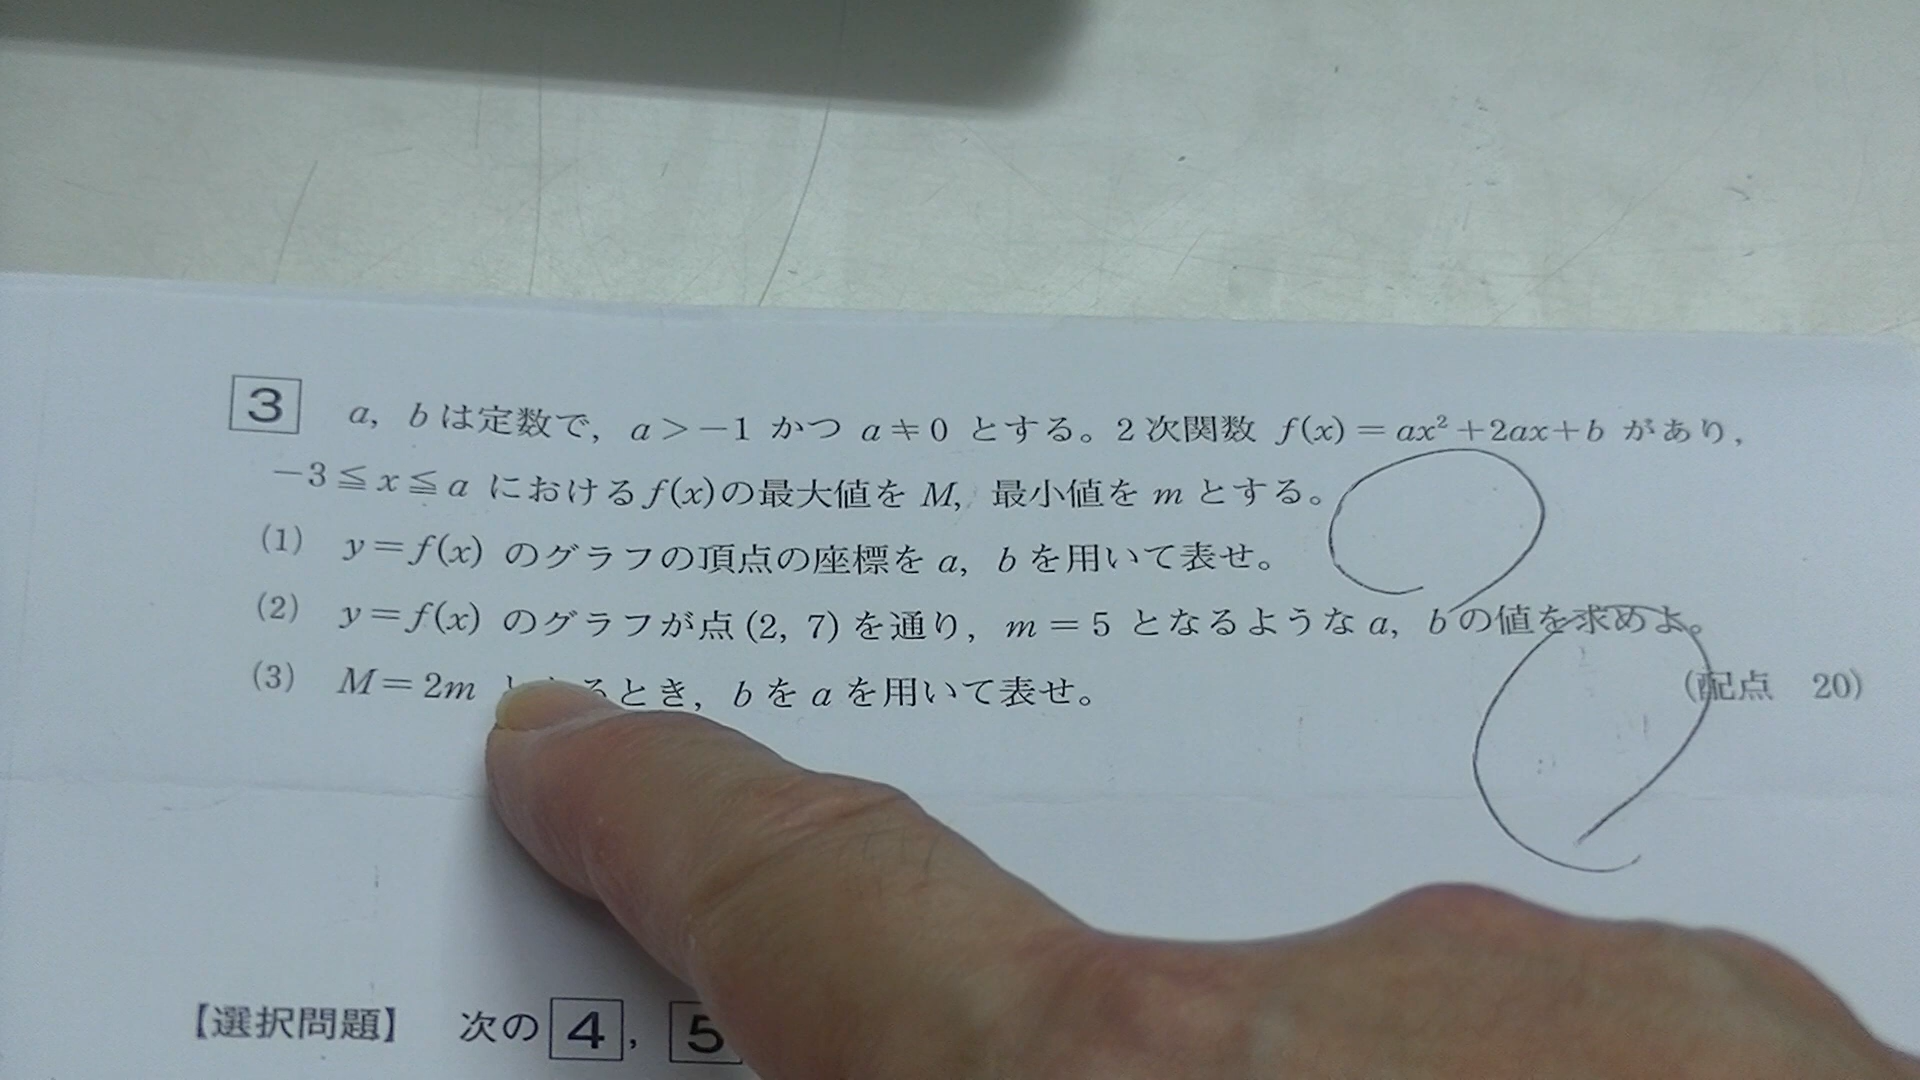 3 a, b は定数で, a>-1 かつ a≠0 とする。2次関数 f(x)=ax²+2ax+b があり,
-3≦x≦a における f(x) の最大値を M, 最小値を m とする。
(1) y=f(x) のグラフの頂点の座標を a, b を用いて表せ。
(2) y=f(x) のグラフが点 (2, 7) を通り, m=5 となるような a, b の値を求めよ。
(3) M=2m るとき, b を a を用いて表せ。
(配点 20)
【選択問題】 次の 4, 5